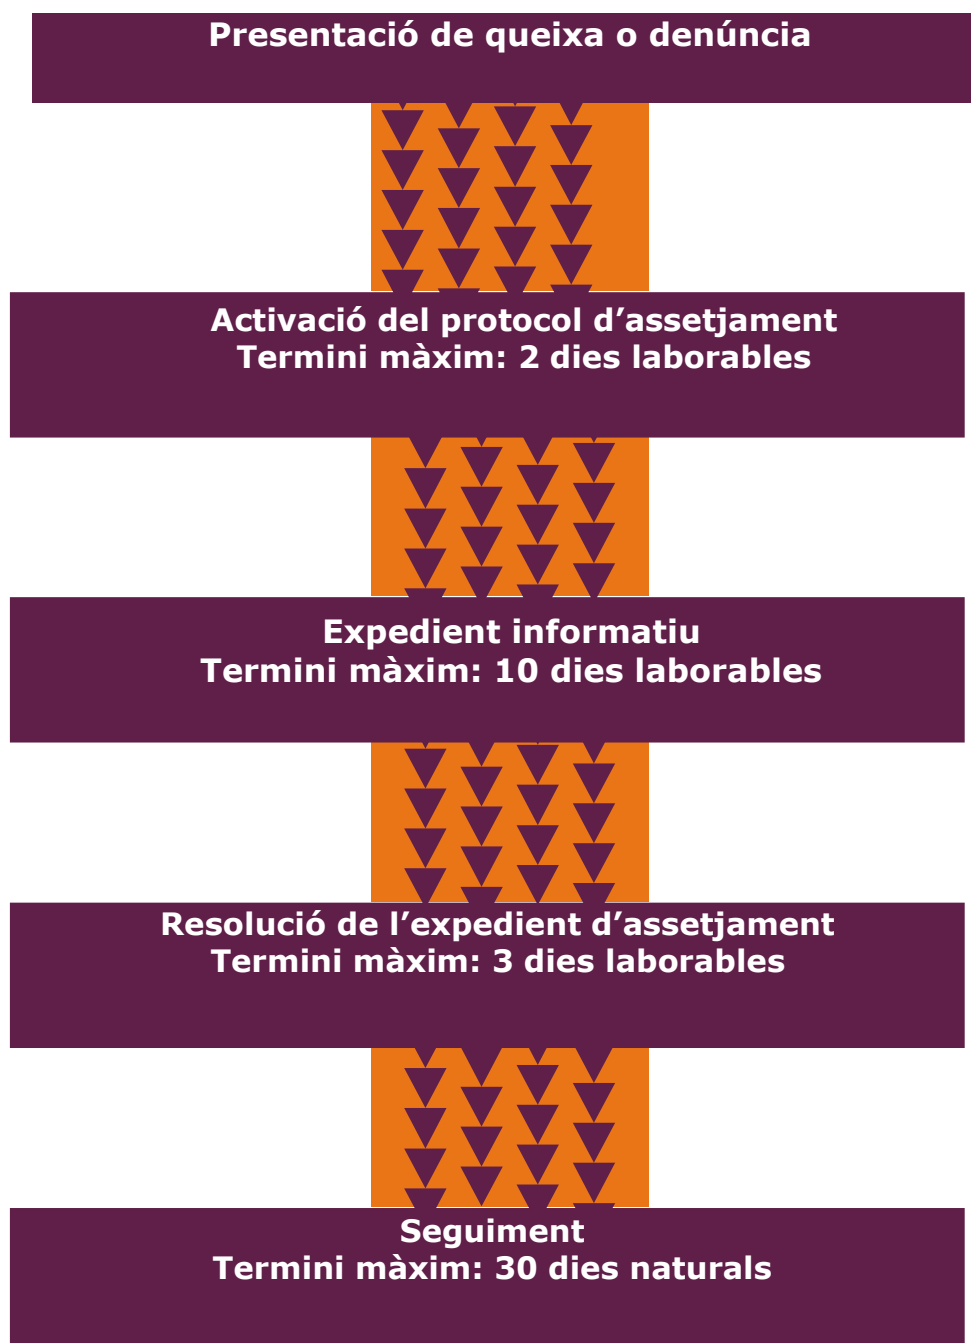 Presentació de queixa o denúncia
Activació del protocol d’assetjament
Termini màxim: 2 dies laborables
Expedient informatiu
Termini màxim: 10 dies laborables
Resolució de l’expedient d’assetjament
Termini màxim: 3 dies laborables
Seguiment
Termini màxim: 30 dies naturals